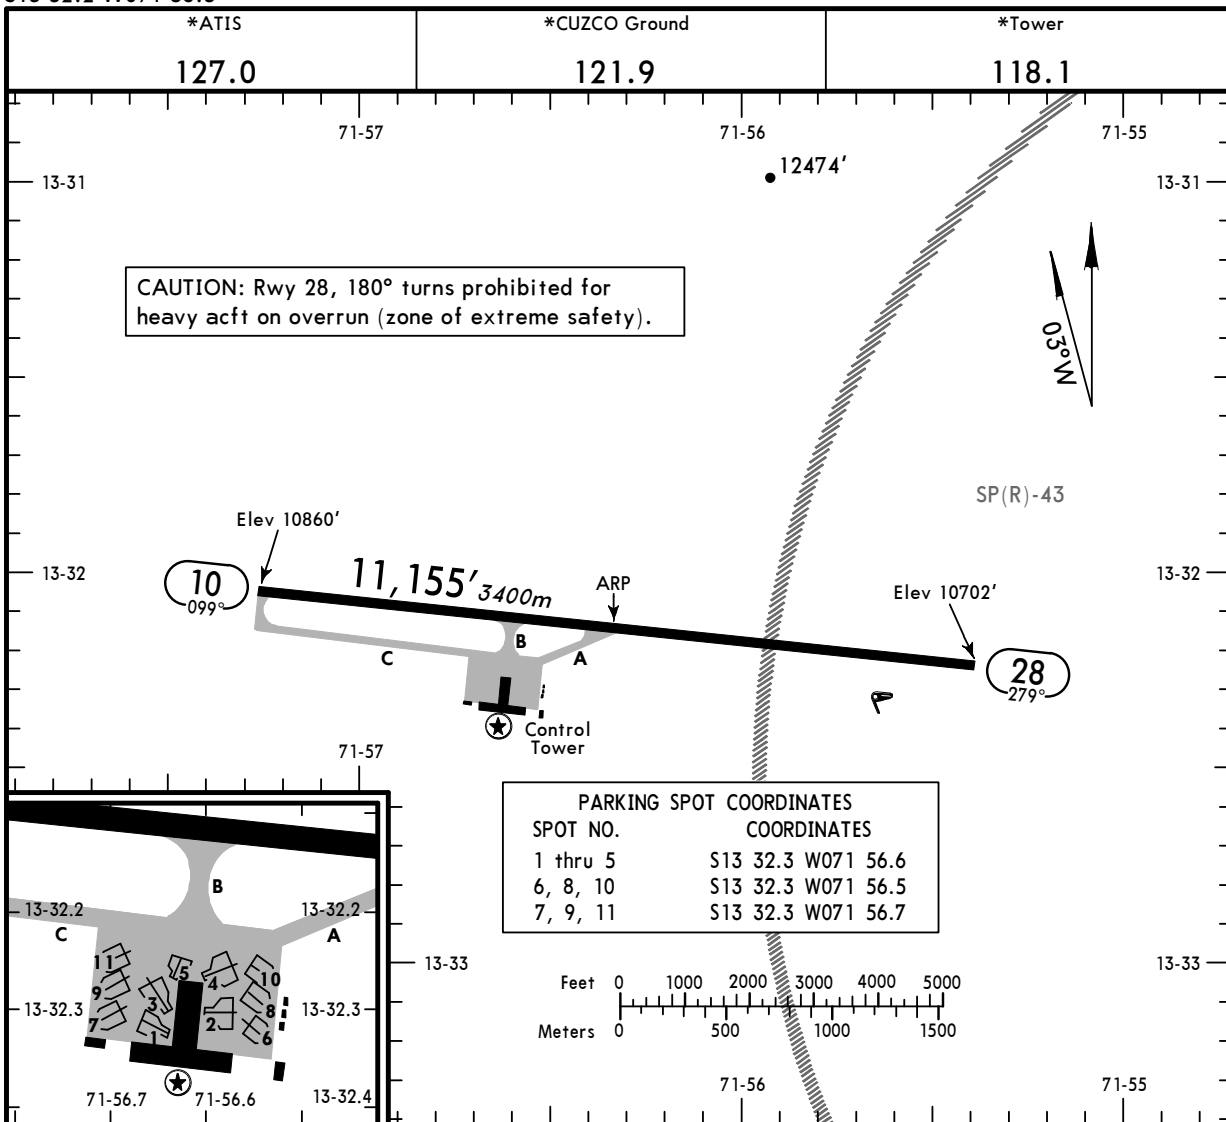 *ATIS
127.0
*CUZCO Ground
121.9
*Tower
118.1
71-57
71-56
71-55
13-31
12474'
13-31
CAUTION: Rwy 28, 180° turns prohibited for
heavy acft on overrun (zone of extreme safety).
03°W
SP(R)-43
Elev 10860'
13-32
10
099°
11,155' 3400m
ARP
Elev 10702'
13-32
B
A
C
28
279°
Control
Tower
71-57
PARKING SPOT COORDINATES
SPOT NO. COORDINATES
1 thru 5 S13 32.3 W071 56.6
6, 8, 10 S13 32.3 W071 56.5
7, 9, 11 S13 32.3 W071 56.7
B
13-32.2
13-32.2
C
A
11
5
4
10
9
3
13-32.3
13-32.3
7
1
2
8
6
71-56.7
71-56.6
13-32.4
13-33
13-33
Feet 0 1000 2000 3000 4000 5000
Meters 0 500 1000 1500
71-56
71-55